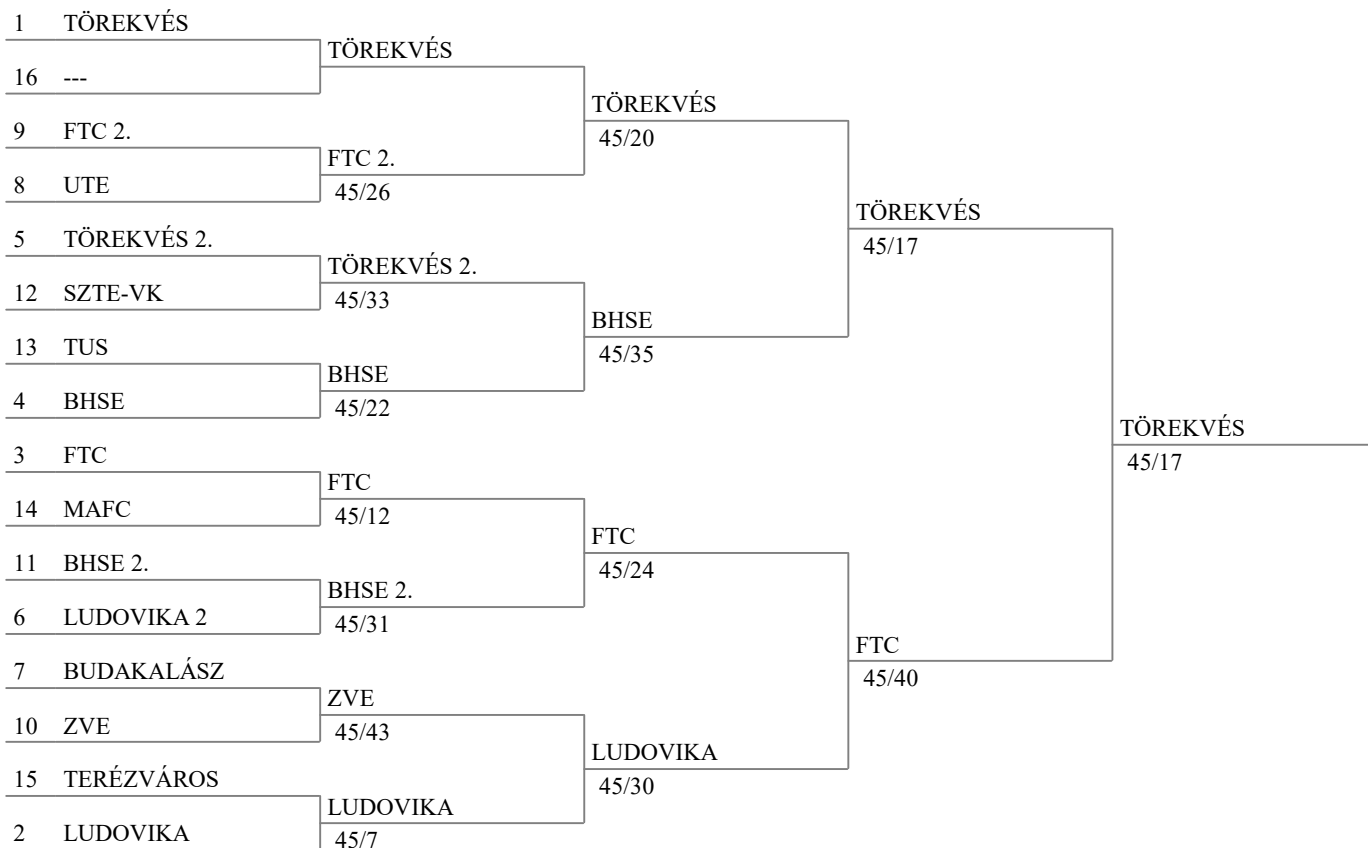 1 TÖREKVÉS
TÖREKVÉS
16 ---
TÖREKVÉS
45/20
9 FTC 2.
FTC 2.
45/26
8 UTE
TÖREKVÉS
45/17
5 TÖREKVÉS 2.
TÖREKVÉS 2.
45/33
12 SZTE-VK
BHSE
45/35
13 TUS
BHSE
45/22
4 BHSE
TÖREKVÉS
45/17
3 FTC
FTC
45/12
14 MAFC
FTC
45/24
11 BHSE 2.
BHSE 2.
45/31
6 LUDOVIKA 2
FTC
45/40
7 BUDAKALÁSZ
ZVE
45/43
10 ZVE
LUDOVIKA
45/30
15 TERÉZVÁROS
LUDOVIKA
45/7
2 LUDOVIKA